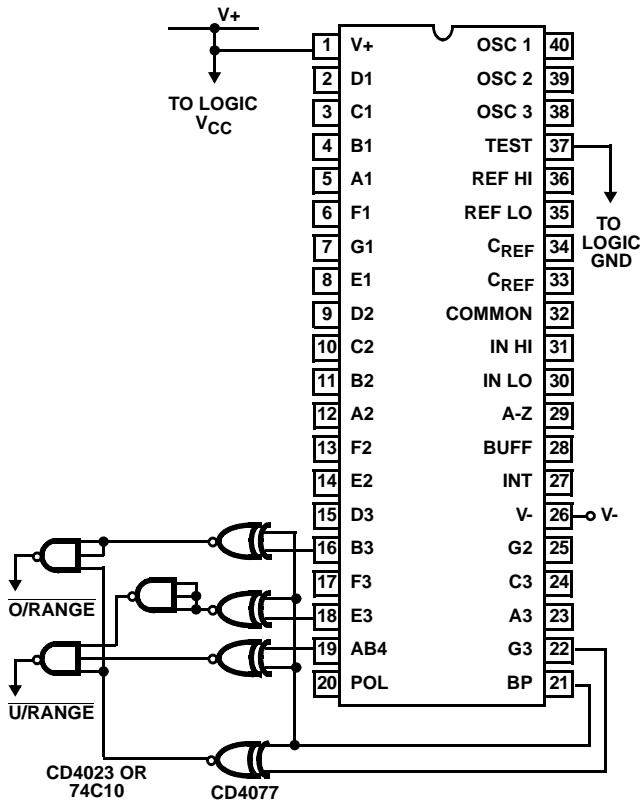 V+
TO LOGIC
VCC
1 V+ OSC 1 40
2 D1 OSC 2 39
3 C1 OSC 3 38
4 B1 TEST 37
5 A1 REF HI 36
6 F1 REF LO 35
7 G1 CREF 34
8 E1 CREF 33
9 D2 COMMON 32
10 C2 IN HI 31
11 B2 IN LO 30
12 A2 A-Z 29
13 F2 BUFF 28
14 E2 INT 27
15 D3 V- 26 V-
16 B3 G2 25
17 F3 C3 24
18 E3 A3 23
19 AB4 G3 22
20 POL BP 21
TO
LOGIC
GND
O/RANGE
U/RANGE
CD4023 OR
74C10
CD4077